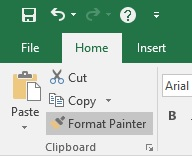 File Home Insert
Cut
Copy
Paste
Format Painter
Clipboard
Arial
B